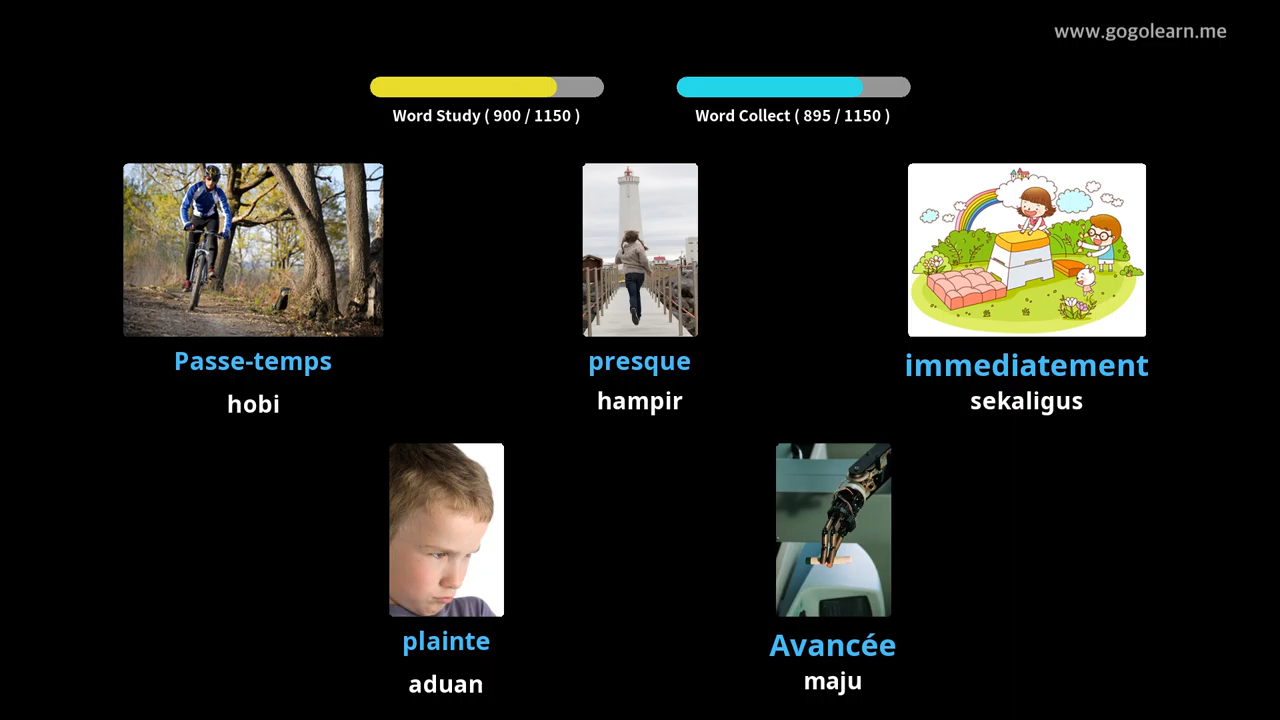 www.gogolearn.me
Word Study ( 900 / 1150 )
Word Collect ( 895 / 1150 )
Passe-temps
hobi
presque
hampir
immediatement
sekaligus
plainte
aduan
Avancée
maju